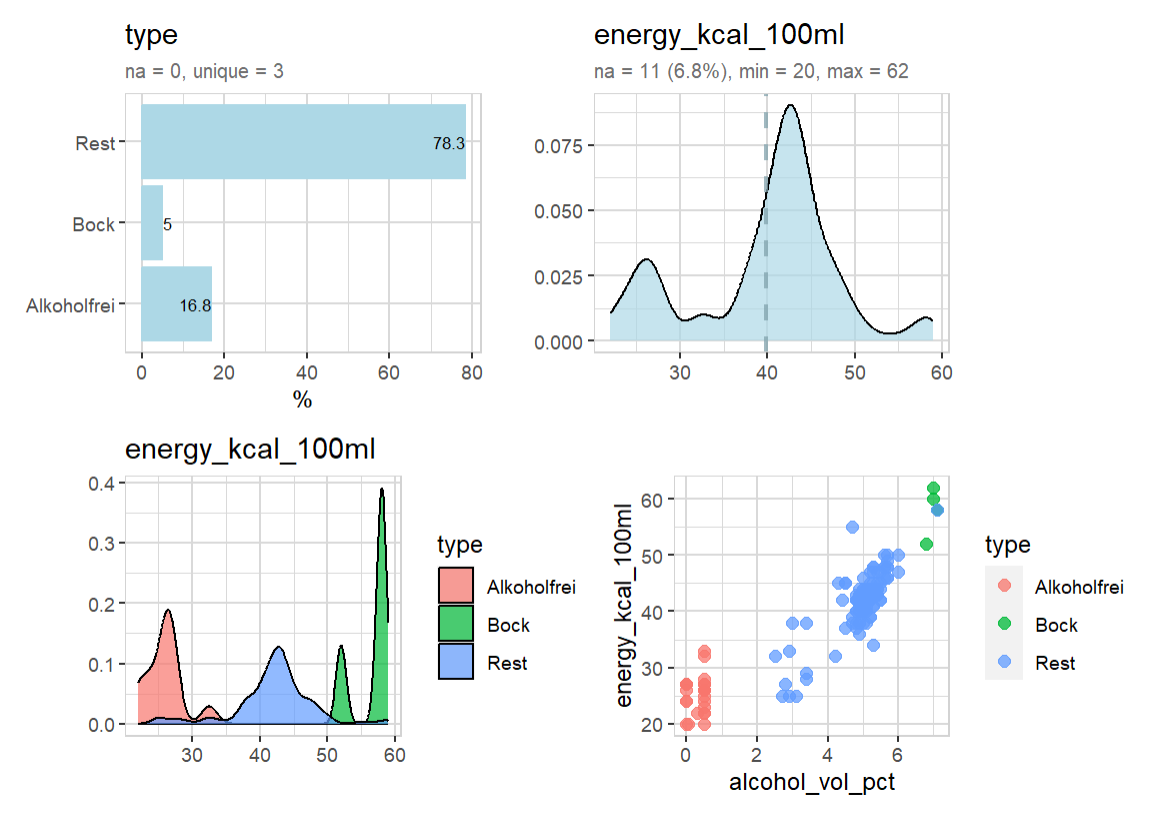 type
na = 0, unique = 3
Rest
Bock
Alkoholfrei
78.3
5
16.8
0
20
40
60
80
%
energy_kcal_100ml
na = 11 (6.8%), min = 20, max = 62
0.075
0.050
0.025
0.000
30
40
50
60
energy_kcal_100ml
0.4
0.3
0.2
0.1
0.0
30
40
50
60
type
Alkoholfrei
Bock
Rest
energy_kcal_100ml
60
50
40
30
20
0
2
4
6
alcohol_vol_pct
type
Alkoholfrei
Bock
Rest